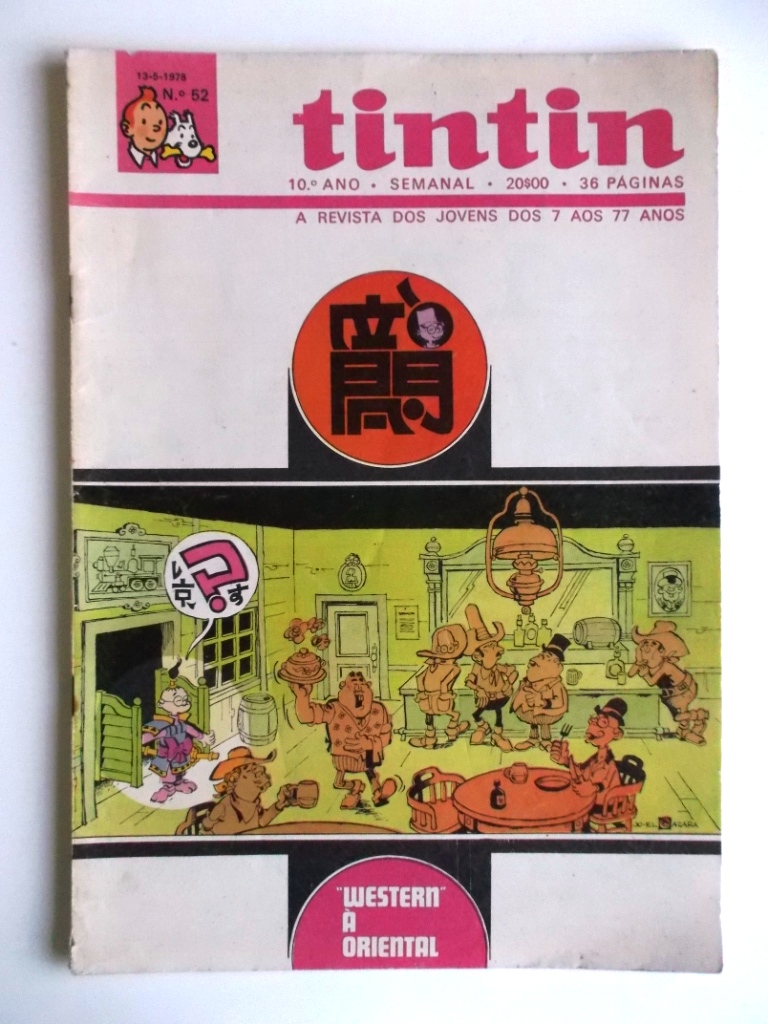 13-5-1978
N.º 52
tintin
10.º ANO • SEMANAL • 20$00 • 36 PÁGINAS
A REVISTA DOS JOVENS DOS 7 AOS 77 ANOS
"WESTERN"
À
ORIENTAL